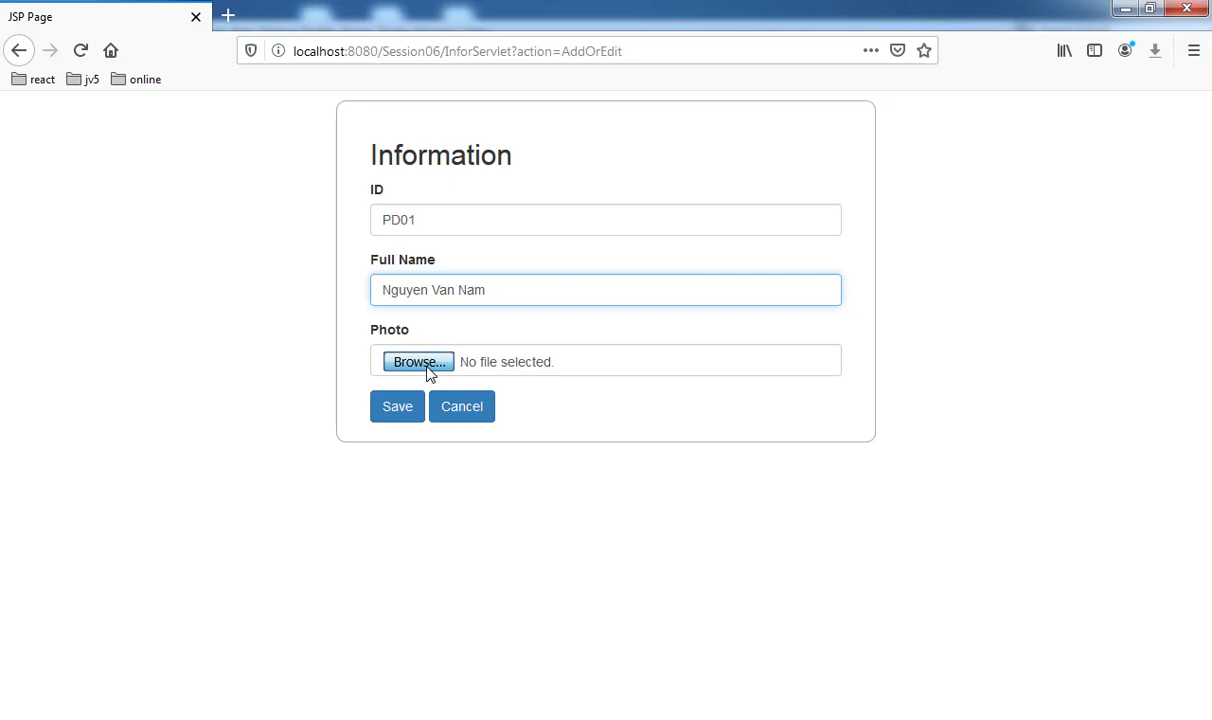 JSP Page
localhost:8080/Session06/InforServlet?action=AddOrEdit
react jv5 online
Information
ID
PD01
Full Name
Nguyen Van Nam
Photo
Browse... No file selected.
Save Cancel